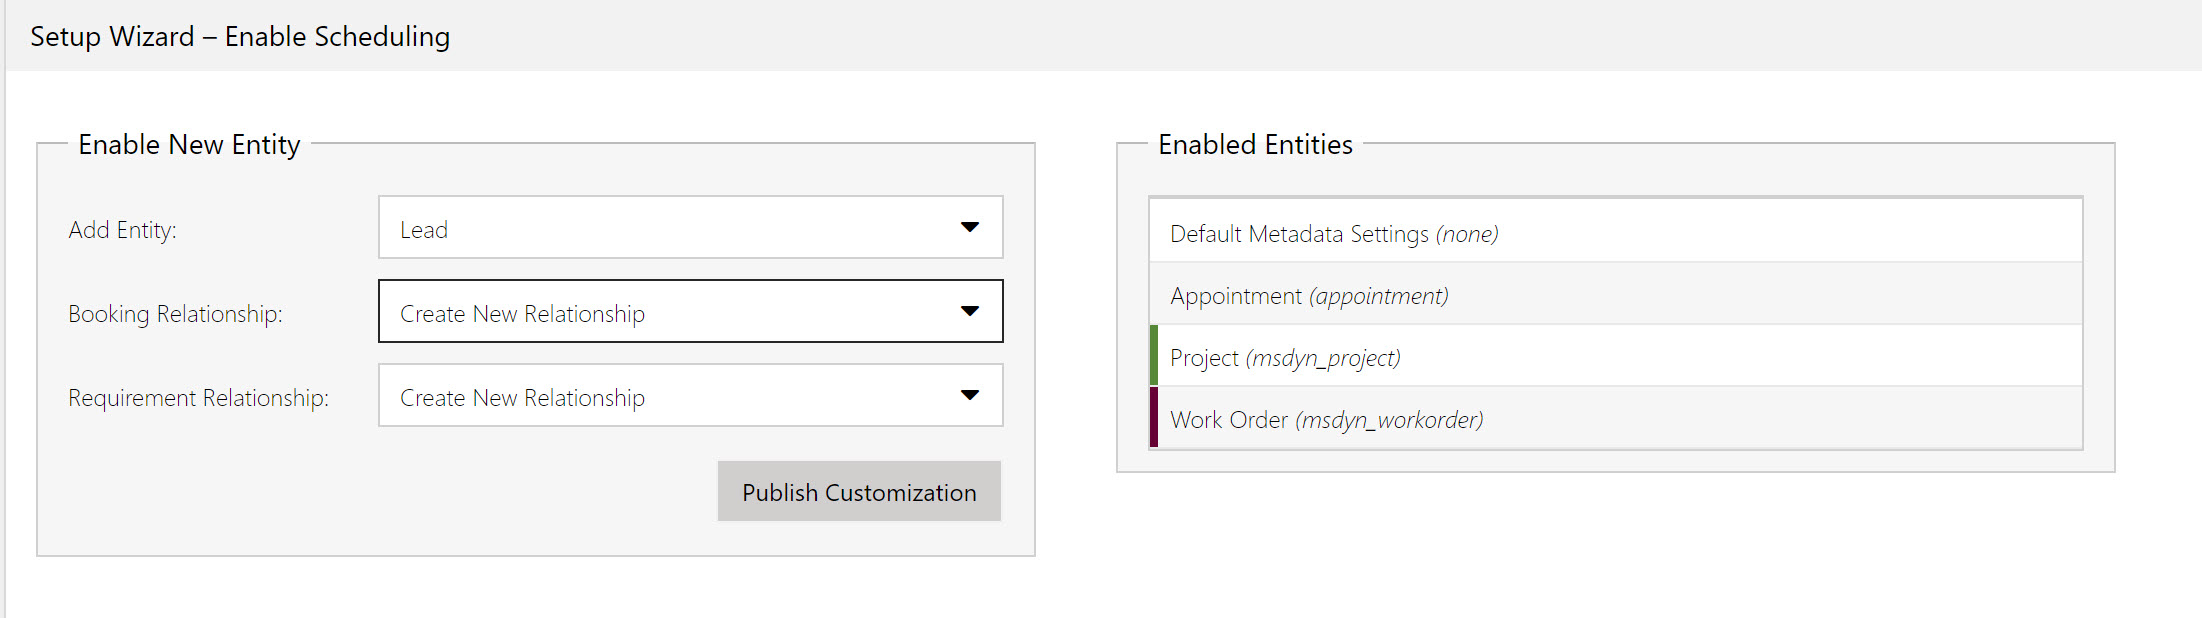 Setup Wizard – Enable Scheduling
Enable New Entity
Add Entity:
Lead
Booking Relationship:
Create New Relationship
Requirement Relationship:
Create New Relationship
Publish Customization
Enabled Entities
Default Metadata Settings (none)
Appointment (appointment)
Project (msdyn_project)
Work Order (msdyn_workorder)